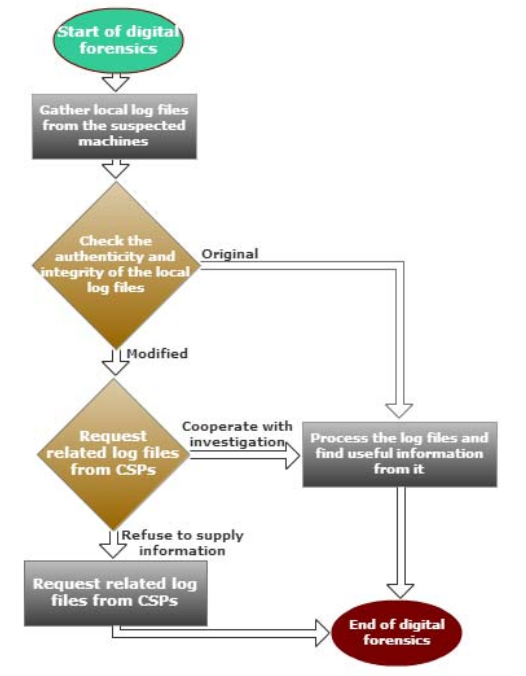 Start of digital
forensics
Gather local log files
from the suspected
machines
Check the
authenticity and
integrity of the local
log files
Original
Modified
Request
related log files
from CSPs
Cooperate with
investigation
Process the log files and
find useful information
from it
Refuse to supply
information
Request related log
files from CSPs
End of digital
forensics